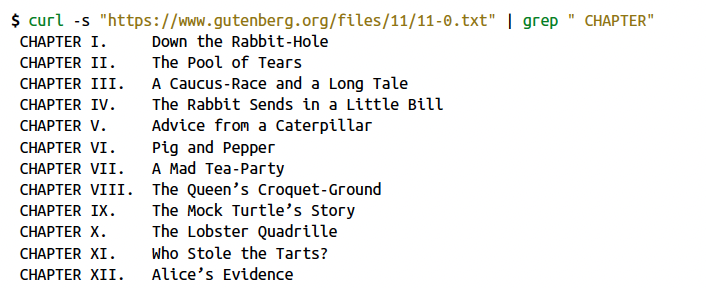 $ curl -s "https://www.gutenberg.org/files/11/11-0.txt" | grep " CHAPTER"
 CHAPTER I.     Down the Rabbit-Hole
 CHAPTER II.    The Pool of Tears
 CHAPTER III.   A Caucus-Race and a Long Tale
 CHAPTER IV.    The Rabbit Sends in a Little Bill
 CHAPTER V.     Advice from a Caterpillar
 CHAPTER VI.    Pig and Pepper
 CHAPTER VII.   A Mad Tea-Party
 CHAPTER VIII.  The Queen’s Croquet-Ground
 CHAPTER IX.    The Mock Turtle’s Story
 CHAPTER X.     The Lobster Quadrille
 CHAPTER XI.    Who Stole the Tarts?
 CHAPTER XII.   Alice’s Evidence